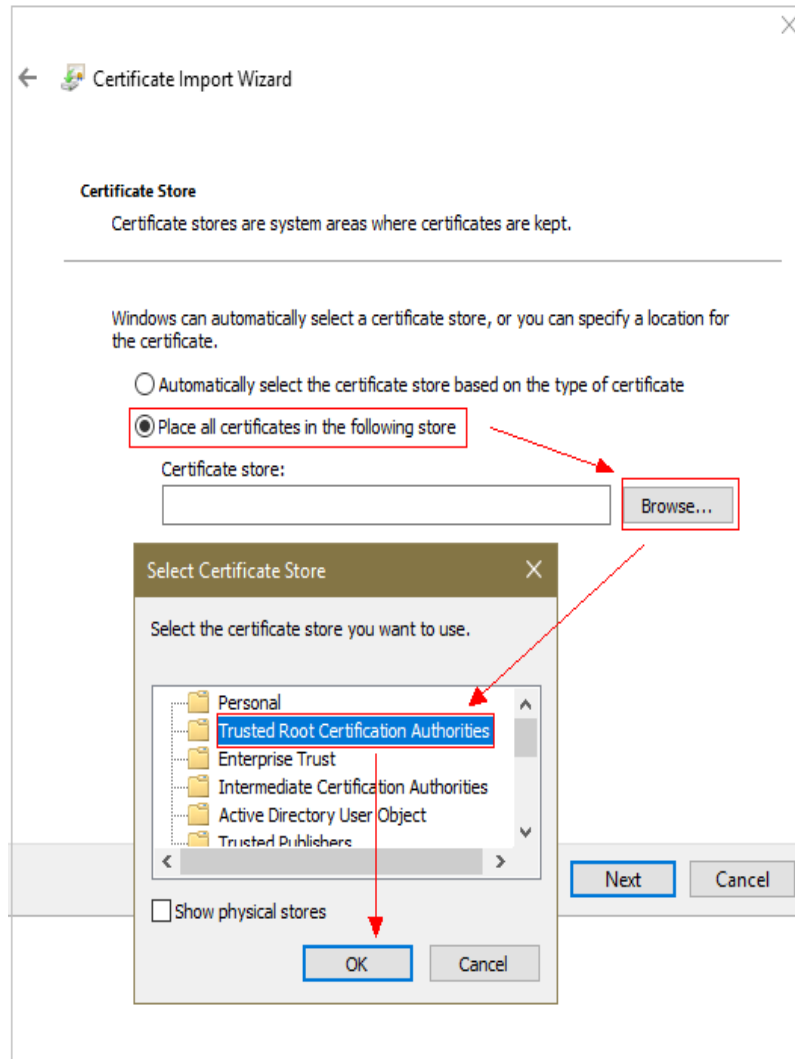 Certificate Import Wizard
Certificate Store
Certificate stores are system areas where certificates are kept.
Windows can automatically select a certificate store, or you can specify a location for
the certificate.
Automatically select the certificate store based on the type of certificate
Place all certificates in the following store
Certificate store:
Browse...
Select Certificate Store
Select the certificate store you want to use.
Personal
Trusted Root Certification Authorities
Enterprise Trust
Intermediate Certification Authorities
Active Directory User Object
Trusted Publishers
Show physical stores
OK
Cancel
Next
Cancel